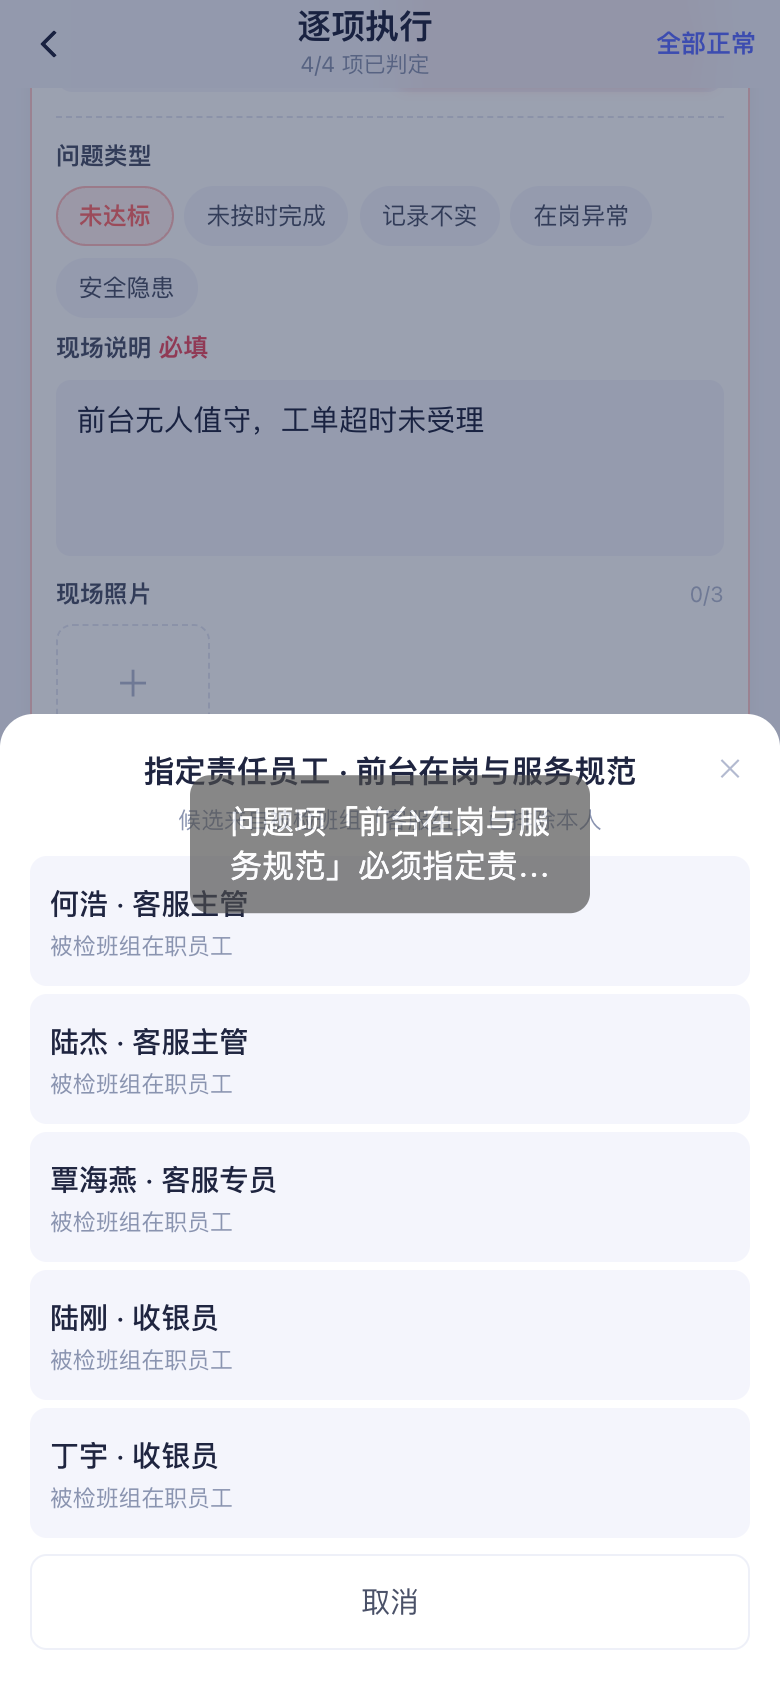 逐项执行
4/4 项已判定
全部正常
问题类型
未达标
未按时完成
记录不实
在岗异常
安全隐患
现场说明 必填
前台无人值守，工单超时未受理
现场照片
0/3
指定责任员工 · 前台在岗与服务规范
候选来 班组 本人
问题项「前台在岗与服
务规范」必须指定责...
何浩 · 客服主管
被检班组在职员工
陆杰 · 客服主管
被检班组在职员工
覃海燕 · 客服专员
被检班组在职员工
陆刚 · 收银员
被检班组在职员工
丁宇 · 收银员
被检班组在职员工
取消